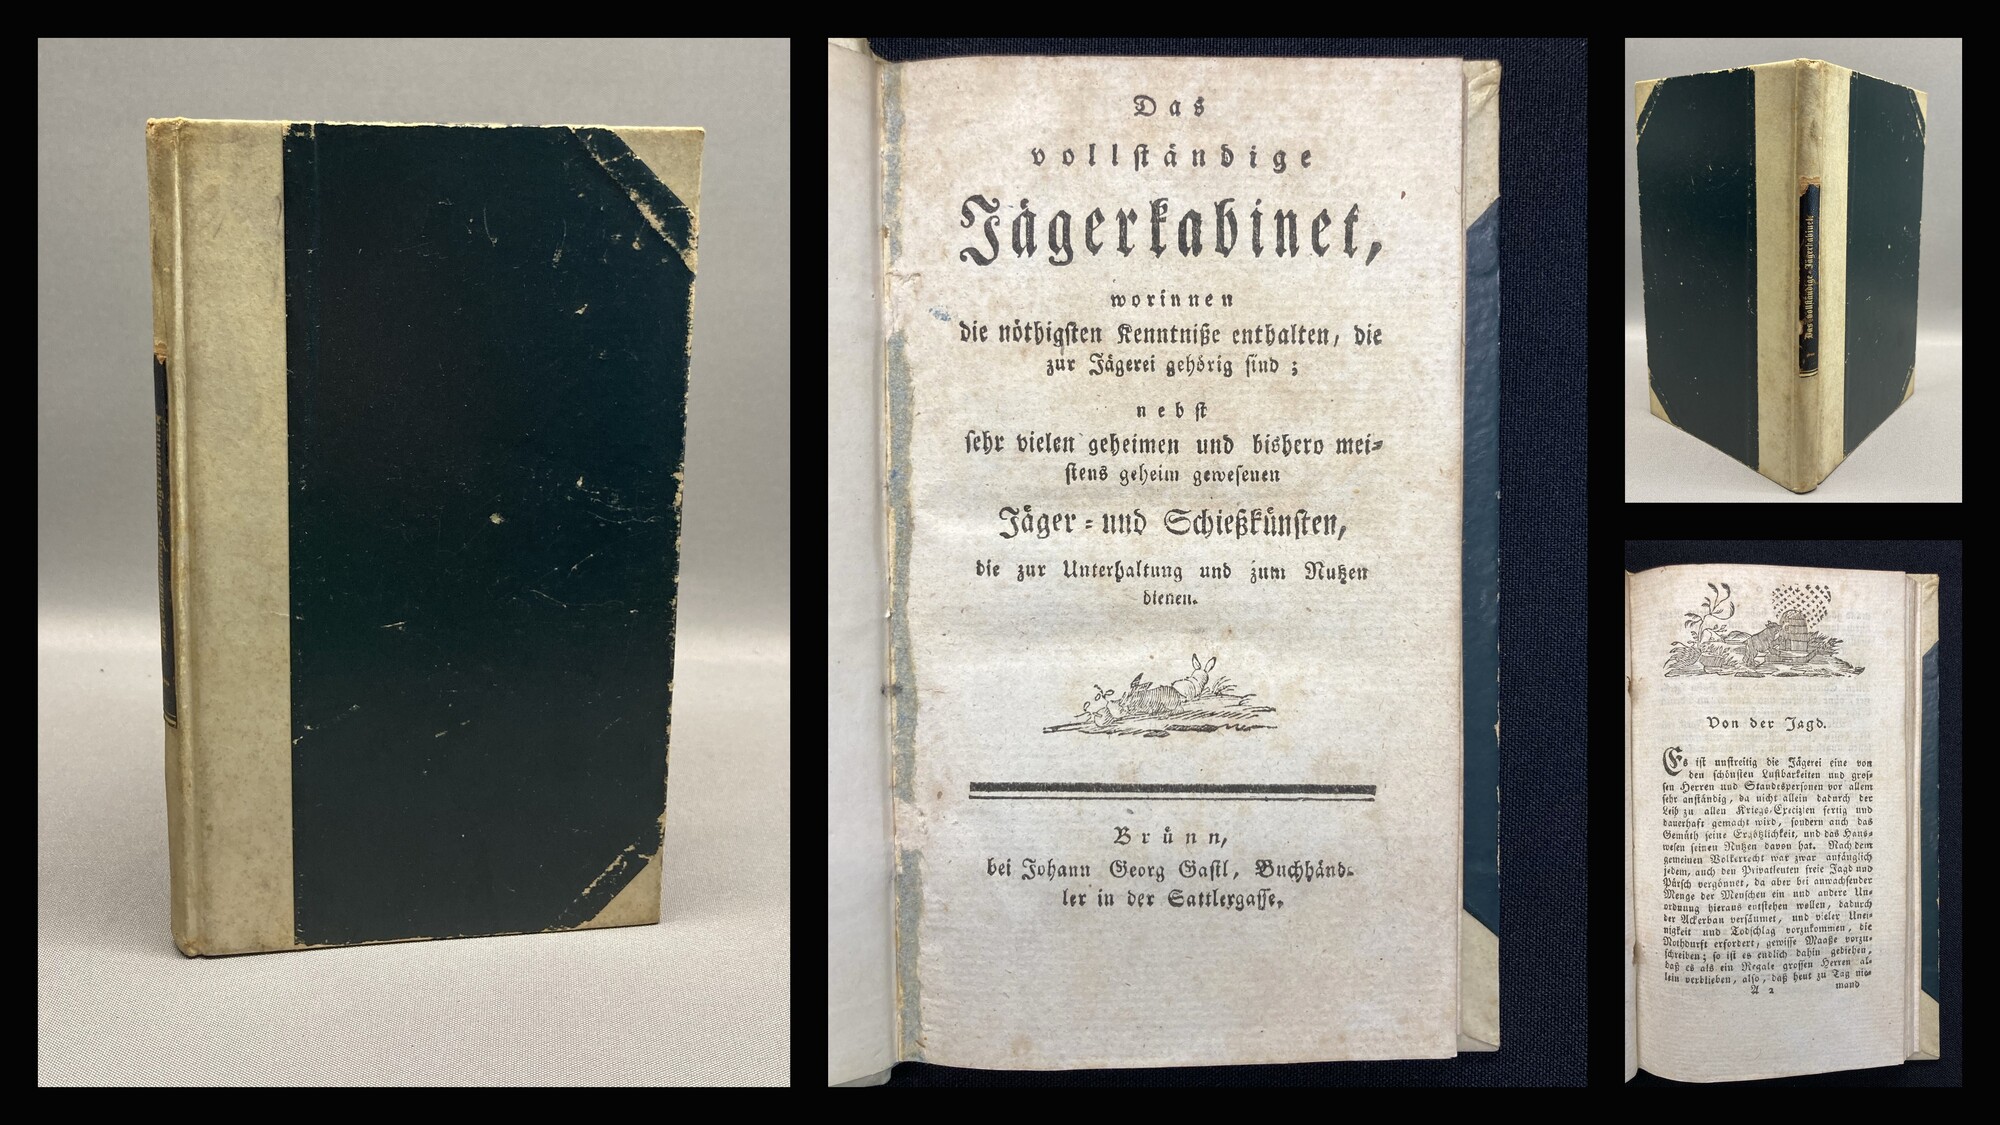 Das
vollständige
Jägerkabinet,
worinnen
die nöthigsten Kenntniße enthalten, die
zur Jägerei gehörig sind ;
nebst
sehr vielen geheimen und bishero mei⸗
stens geheim gewesenen
Jäger⸗und Schießkünsten,
die zur Unterhaltung und zum Nutzen
dienen.
Brünn,
bei Johann Georg Gastl, Buchhänd⸗
ler in der Sattlergasse.
Das vollständige Jägerkabinet.
Von der Jagd.
Es ist unstreitig die Jägerei eine von
den schönsten Lustbarkeiten und gros⸗
sen Herren und Standespersonen vor allem
sehr anständig, da nicht allein dadurch der
Leib zu allen Kriegs⸗Execizien fertig und
dauerhaft gemacht wird, sondern auch das
Gemüth seine Ergötzlichkeit, und das Haus⸗
wesen seinen Nutzen davon hat. Nach dem
gemeinen Völkerrecht war zwar anfänglich
jedem, auch den Privatleuten freie Jagd und
Pürsch vergönnet, da aber bei anwachsender
Menge der Menschen ein und andere Un⸗
ordnung hieraus entstehen wollen, dadurch
der Ackerbau versäumet, und vieler Unei⸗
nigkeit und Todschlag vorzukommen, die
Nothdurft erfordert, gewisse Maaße vorzu⸗
schreiben; so ist es endlich dahin gediehen,
daß es als ein Regale grossen Herren al⸗
lein verblieben, also, daß heut zu Tag nie⸗
A 2 mand